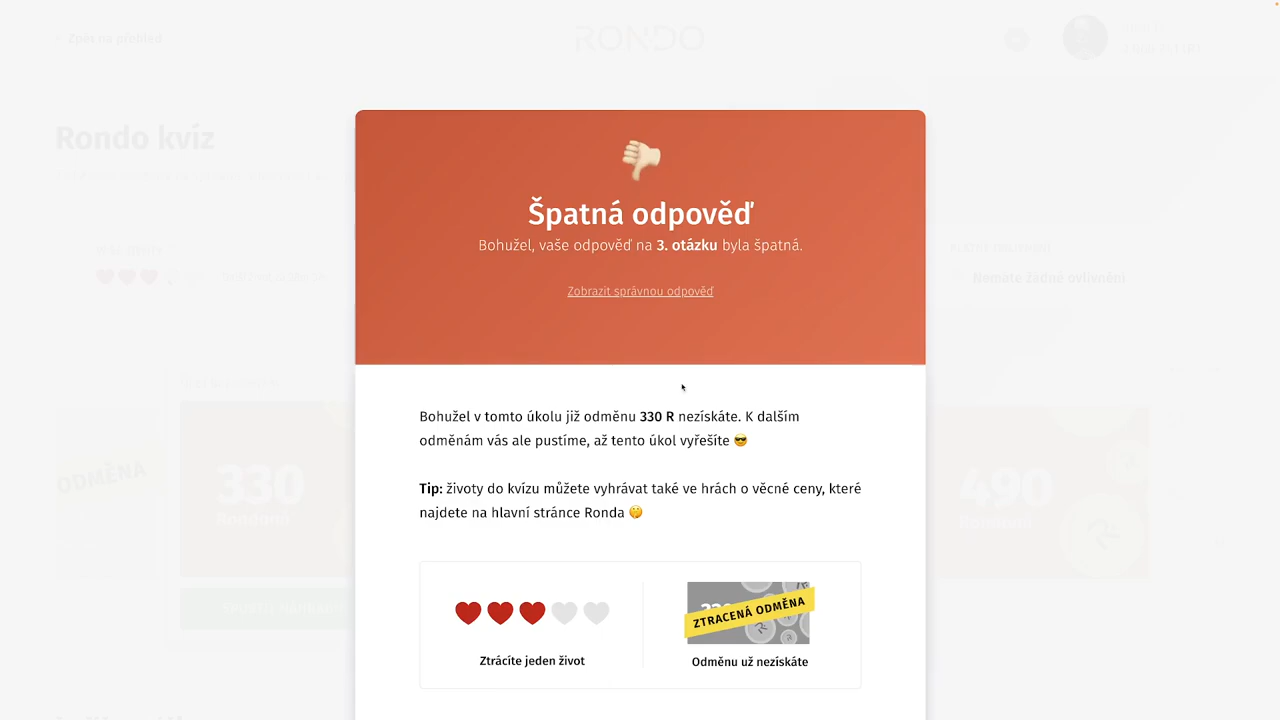 Zpět na přehled
RONDO
Rondo kvíz
Nemáte žádné ovlivnění
ODMĚNA
330
Rondonů
490
Špatná odpověď
Bohužel, vaše odpověď na 3. otázku byla špatná.
Zobrazit správnou odpověď
Bohužel v tomto úkolu již odměnu 330 R nezískáte. K dalším
odměnám vás ale pustíme, až tento úkol vyřešíte 😎
Tip: životy do kvízu můžete vyhrávat také ve hrách o věcné ceny, které
najdete na hlavní stránce Ronda 🤭
ZTRACENÁ ODMĚNA
Ztrácíte jeden život
Odměnu už nezískáte